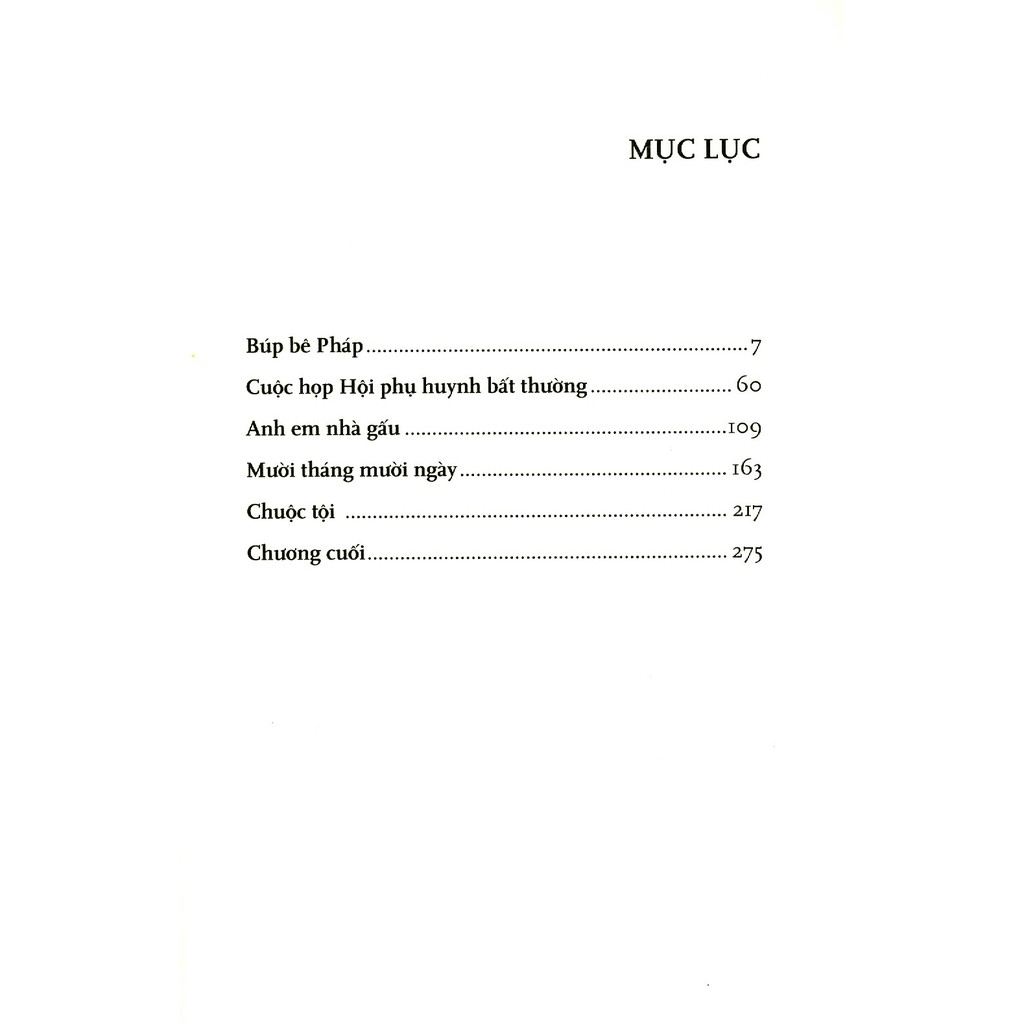 MỤC LỤC
Búp bê Pháp........................................................................7
Cuộc họp Hội phụ huynh bất thường.......................... 60
Anh em nhà gấu ............................................................109
Mười tháng mười ngày.................................................. 163
Chuộc tội ....................................................................... 217
Chương cuối................................................................... 275